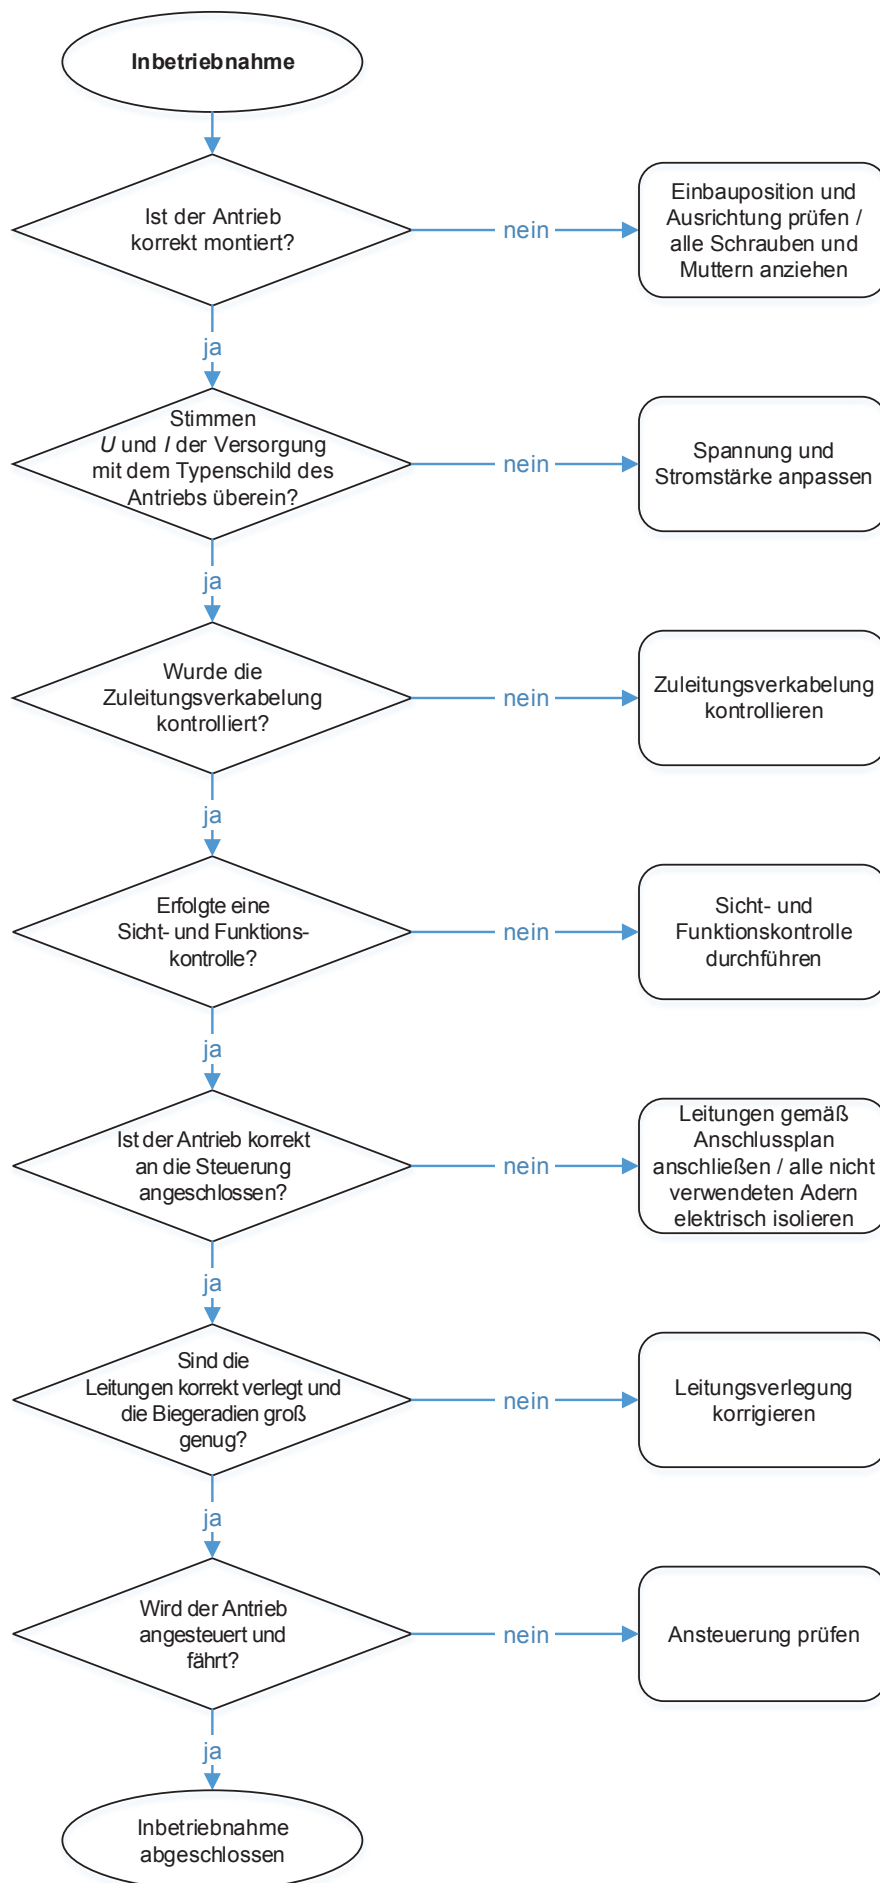 Inbetriebnahme
Ist der Antrieb
korrekt montiert?
nein
Einbauposition und
Ausrichtung prüfen /
alle Schrauben und
Muttern anziehen
ja
Stimmen
U und I der Versorgung
mit dem Typenschild des
Antriebs überein?
nein
Spannung und
Stromstärke anpassen
ja
Wurde die
Zuleitungsverkabelung
kontrolliert?
nein
Zuleitungsverkabelung
kontrollieren
ja
Erfolgte eine
Sicht- und Funktions-
kontrolle?
nein
Sicht- und
Funktionskontrolle
durchführen
ja
Ist der Antrieb korrekt
an die Steuerung
angeschlossen?
nein
Leitungen gemäß
Anschlussplan
anschließen / alle nicht
verwendeten Adern
elektrisch isolieren
ja
Sind die
Leitungen korrekt verlegt und
die Biegeradien groß
genug?
nein
Leitungsverlegung
korrigieren
ja
Wird der Antrieb
angesteuert und
fährt?
nein
Ansteuerung prüfen
ja
Inbetriebnahme
abgeschlossen